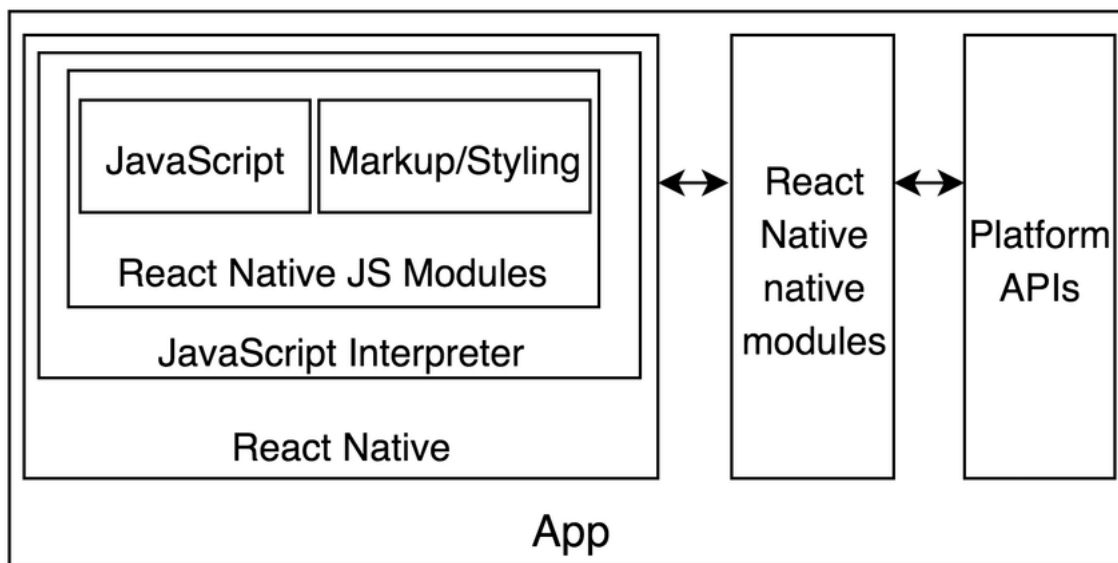 JavaScript
Markup/Styling
React Native JS Modules
JavaScript Interpreter
React Native
React
Native
native
modules
Platform
APIs
App